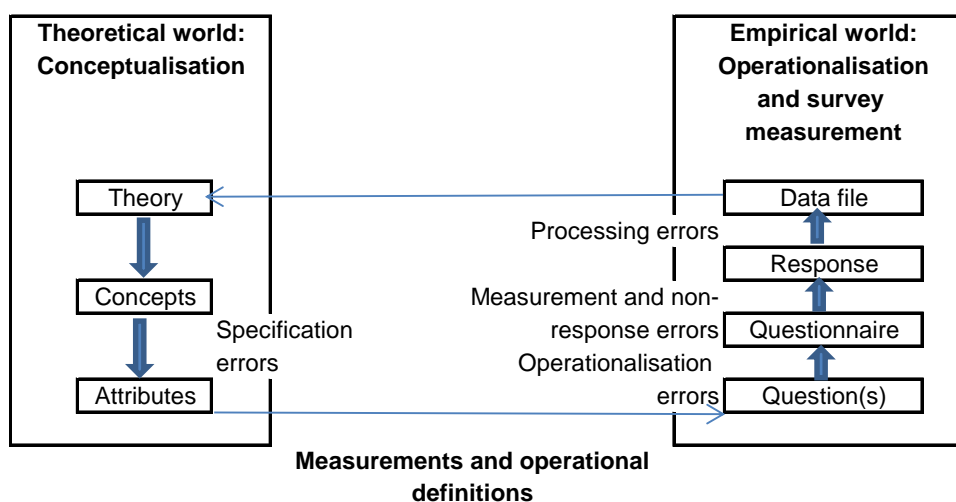 Theoretical world:
Conceptualisation
Theory
Concepts
Specification
errors
Attributes
Empirical world:
Operationalisation
and survey
measurement
Data file
Processing errors
Response
Measurement and non-
response errors
Questionnaire
Operationalisation
errors
Question(s)
Measurements and operational
definitions